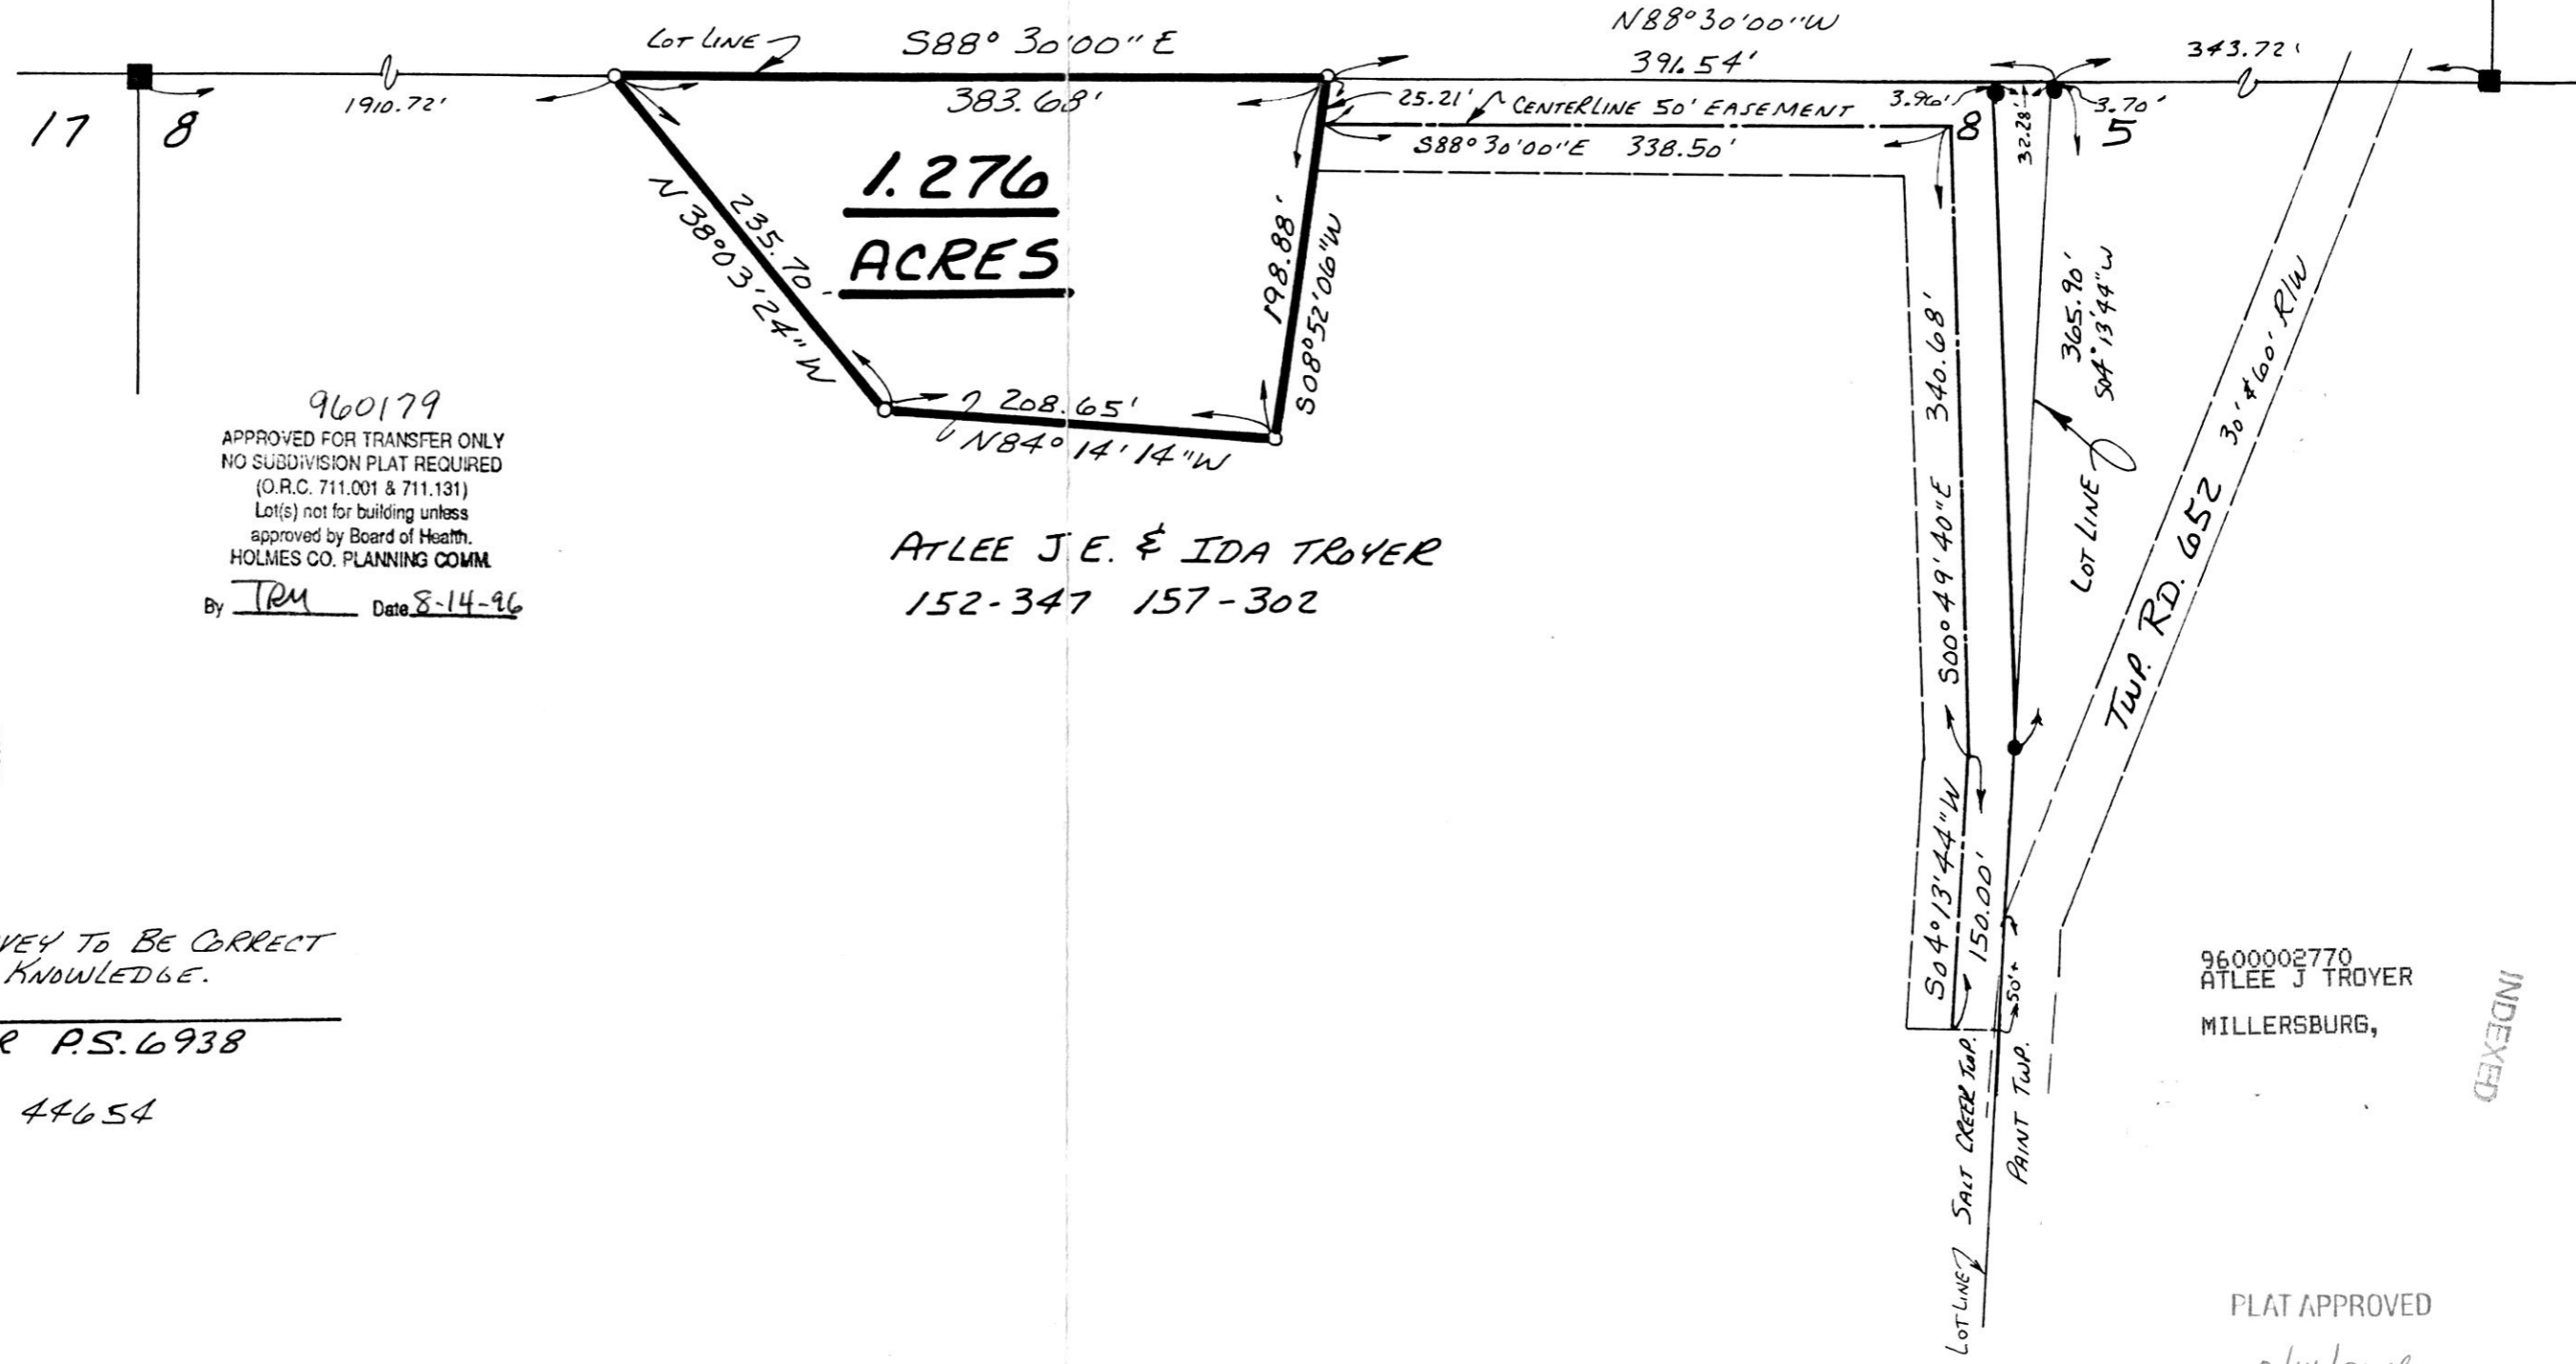 N88°30'00"W
LOT LINE
S88° 30'00" E
391.54'
343.72'
1910.72'
383.68'
25.21'
CENTERLINE 50' EASEMENT
3.96'
32.28'
3.70'
17 8
8
5
S88°30'00"E 338.50'
1.276
ACRES
235.70'
N38°03'24"W
198.88'
S08°52'06"W
208.65'
N84°14'14"W
S00°49'40"E 340.68'
365.90'
S04°13'44"W
LOT LINE
TWP. RD. 652 30' & 60' R/W
960179
APPROVED FOR TRANSFER ONLY
NO SUBDIVISION PLAT REQUIRED
(O.R.C. 711.001 & 711.131)
Lot(s) not for building unless
approved by Board of Health.
HOLMES CO. PLANNING COMM.
By TRM Date 8-14-96
ATLEE J.E. & IDA TROYER
152-347 157-302
S04°13'44"W
150.00'
50'±
VEY TO BE CORRECT
KNOWLEDGE.
R P.S. 6938
44654
9600002770
ATLEE J TROYER
MILLERSBURG,
INDEXED
LOT LINE
SALT CREEK TWP.
PAINT TWP.
PLAT APPROVED